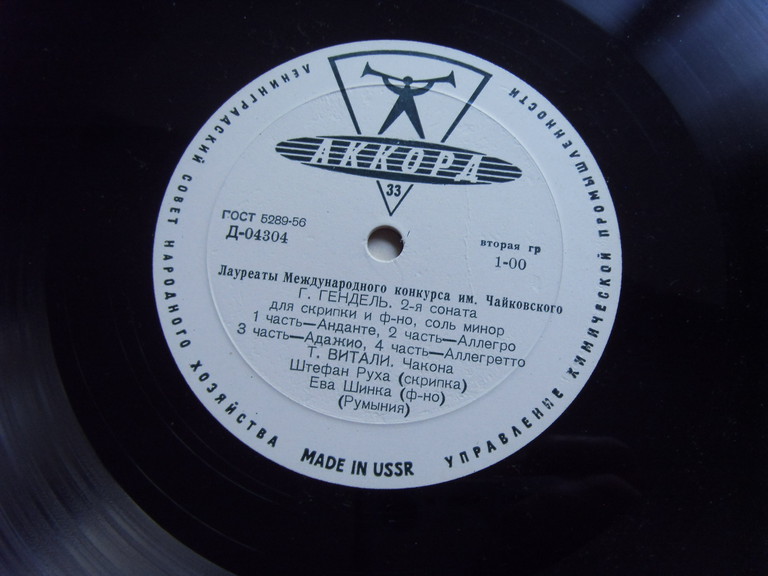 ЛЕНИНГРАДСКИЙ СОВЕТ НАРОДНОГО ХОЗЯЙСТВА
УПРАВЛЕНИЕ ХИМИЧЕСКОЙ ПРОМЫШЛЕННОСТИ
АККОРД
33
ГОСТ 5289-56
Д-04304
вторая гр
1-00
Лауреаты Международного конкурса им. Чайковского
Г. ГЕНДЕЛЬ. 2-я соната
для скрипки и ф-но, соль минор
1 часть—Анданте, 2 часть—Аллегро
3 часть—Адажио, 4 часть—Аллегретто
Т. ВИТАЛИ. Чакона
Штефан Руха (скрипка)
Ева Шинка (ф-но)
(Румыния)
MADE IN USSR